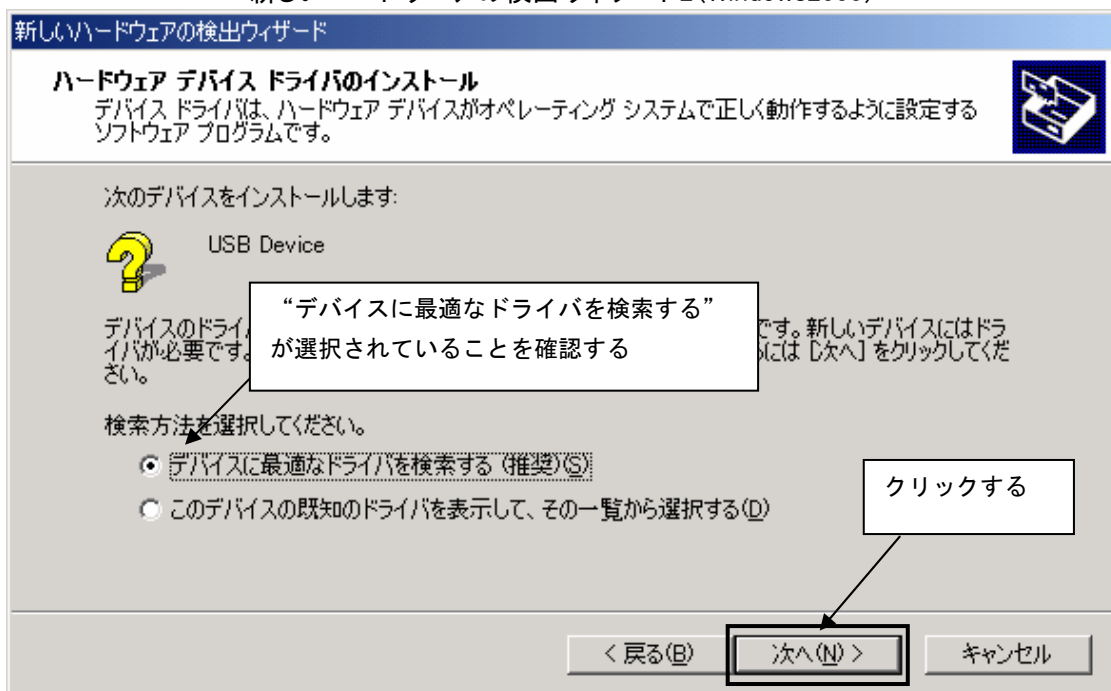 新しいハードウェアの検出ウィザード
ハードウェア デバイス ドライバのインストール
デバイス ドライバは、ハードウェア デバイスがオペレーティング システムで正しく動作するように設定する
ソフトウェア プログラムです。
次のデバイスをインストールします:
USB Device
“デバイスに最適なドライバを検索する”
が選択されていることを確認する
デバイスのドライ
です。新しいデバイスにはドラ
イバが必要です。
には [次へ] をクリックしてくだ
さい。
検索方法を選択してください。
デバイスに最適なドライバを検索する (推奨)(S)
このデバイスの既知のドライバを表示して、その一覧から選択する(D)
クリックする
< 戻る(B)
次へ(N) >
キャンセル